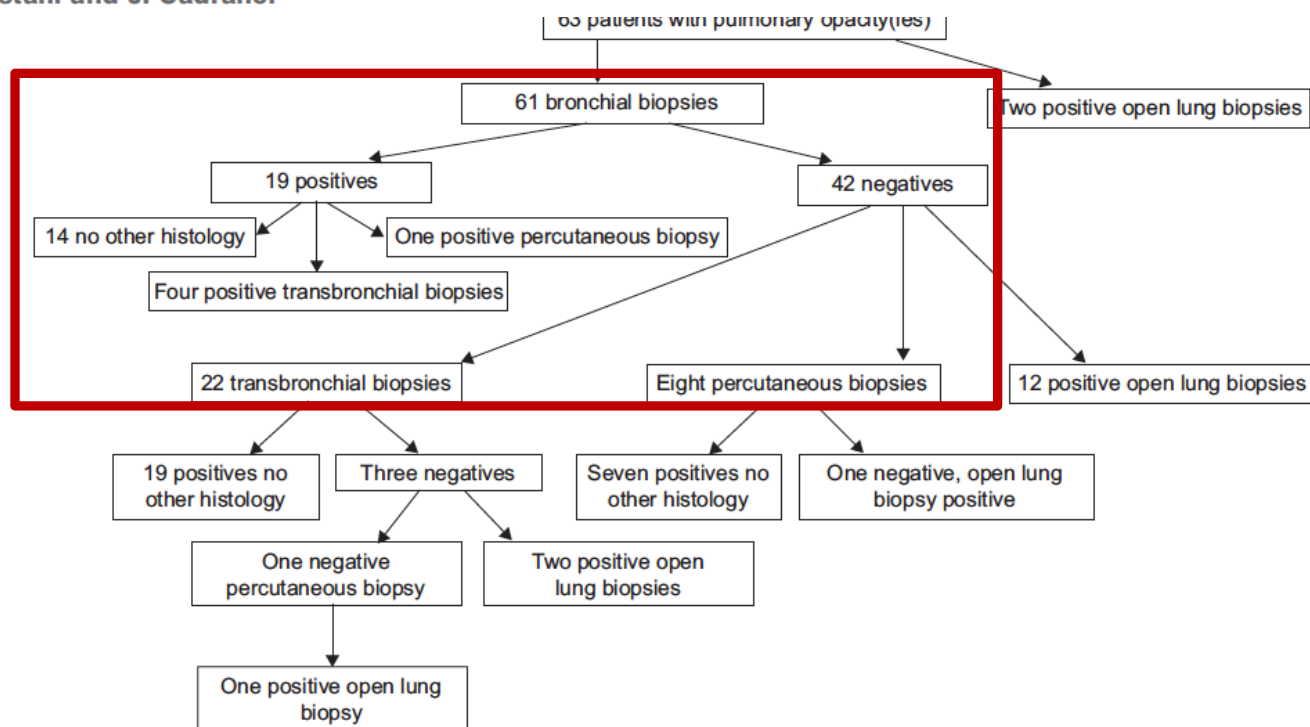 63 patients with pulmonary opacity(ies)
61 bronchial biopsies
Two positive open lung biopsies
19 positives
42 negatives
14 no other histology
One positive percutaneous biopsy
Four positive transbronchial biopsies
22 transbronchial biopsies
Eight percutaneous biopsies
12 positive open lung biopsies
19 positives no
other histology
Three negatives
Seven positives no
other histology
One negative, open lung
biopsy positive
One negative
percutaneous biopsy
Two positive open
lung biopsies
One positive open lung
biopsy